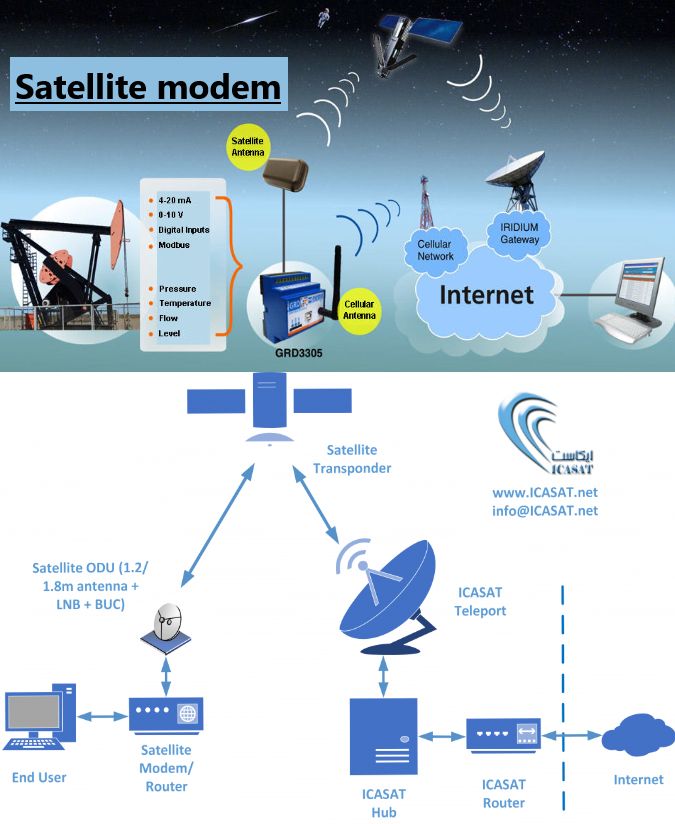 Satellite modem
Satellite
Antenna
4-20 mA
0-10 V
Digital Inputs
Modbus
Pressure
Temperature
Flow
Level
Cellular
Antenna
GRD3305
Cellular
Network
IRIDIUM
Gateway
Internet
Satellite
Transponder
ایکاست
ICASAT
www.ICASAT.net
info@ICASAT.net
Satellite ODU (1.2/
1.8m antenna +
LNB + BUC)
ICASAT
Teleport
End User
Satellite
Modem/
Router
ICASAT
Hub
ICASAT
Router
Internet